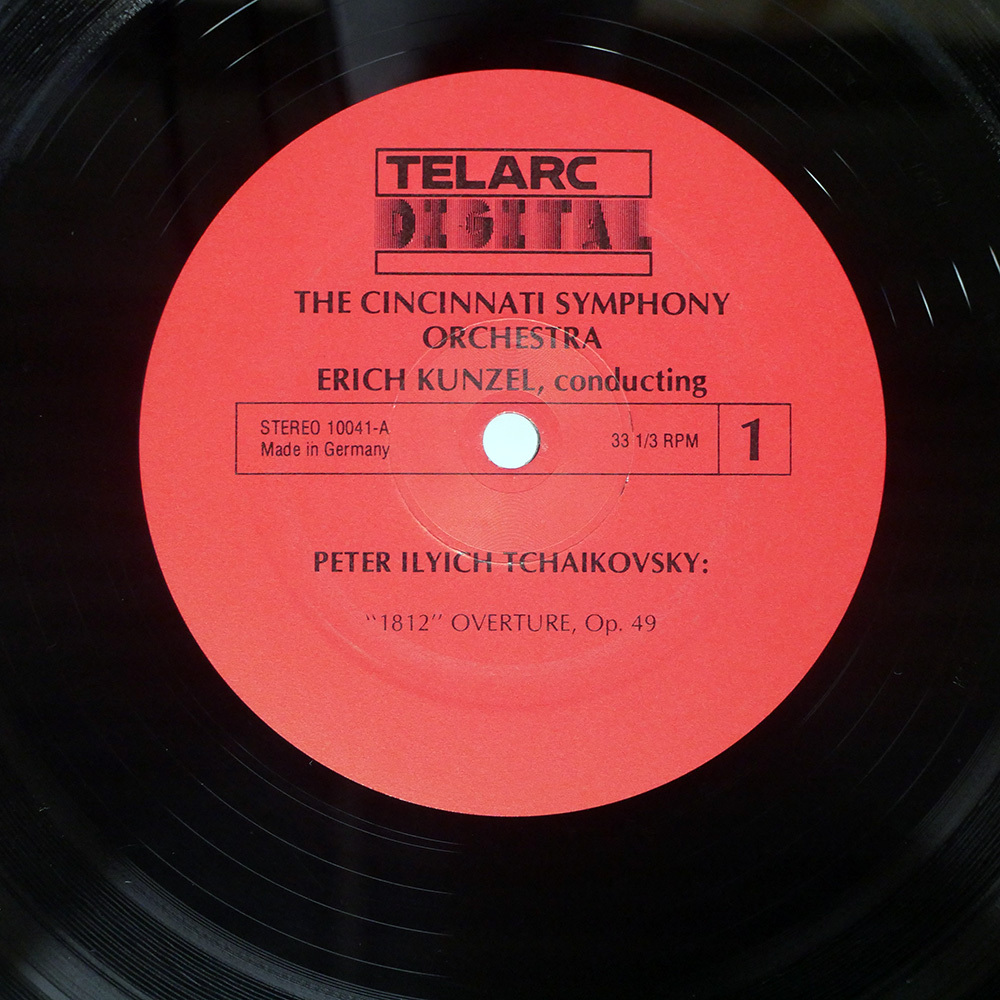 TELARC
DIGITAL
THE CINCINNATI SYMPHONY
ORCHESTRA
ERICH KUNZEL, conducting
STEREO 10041-A
Made in Germany
33 1/3 RPM
1
PETER ILYICH TCHAIKOVSKY:
"1812" OVERTURE, Op. 49